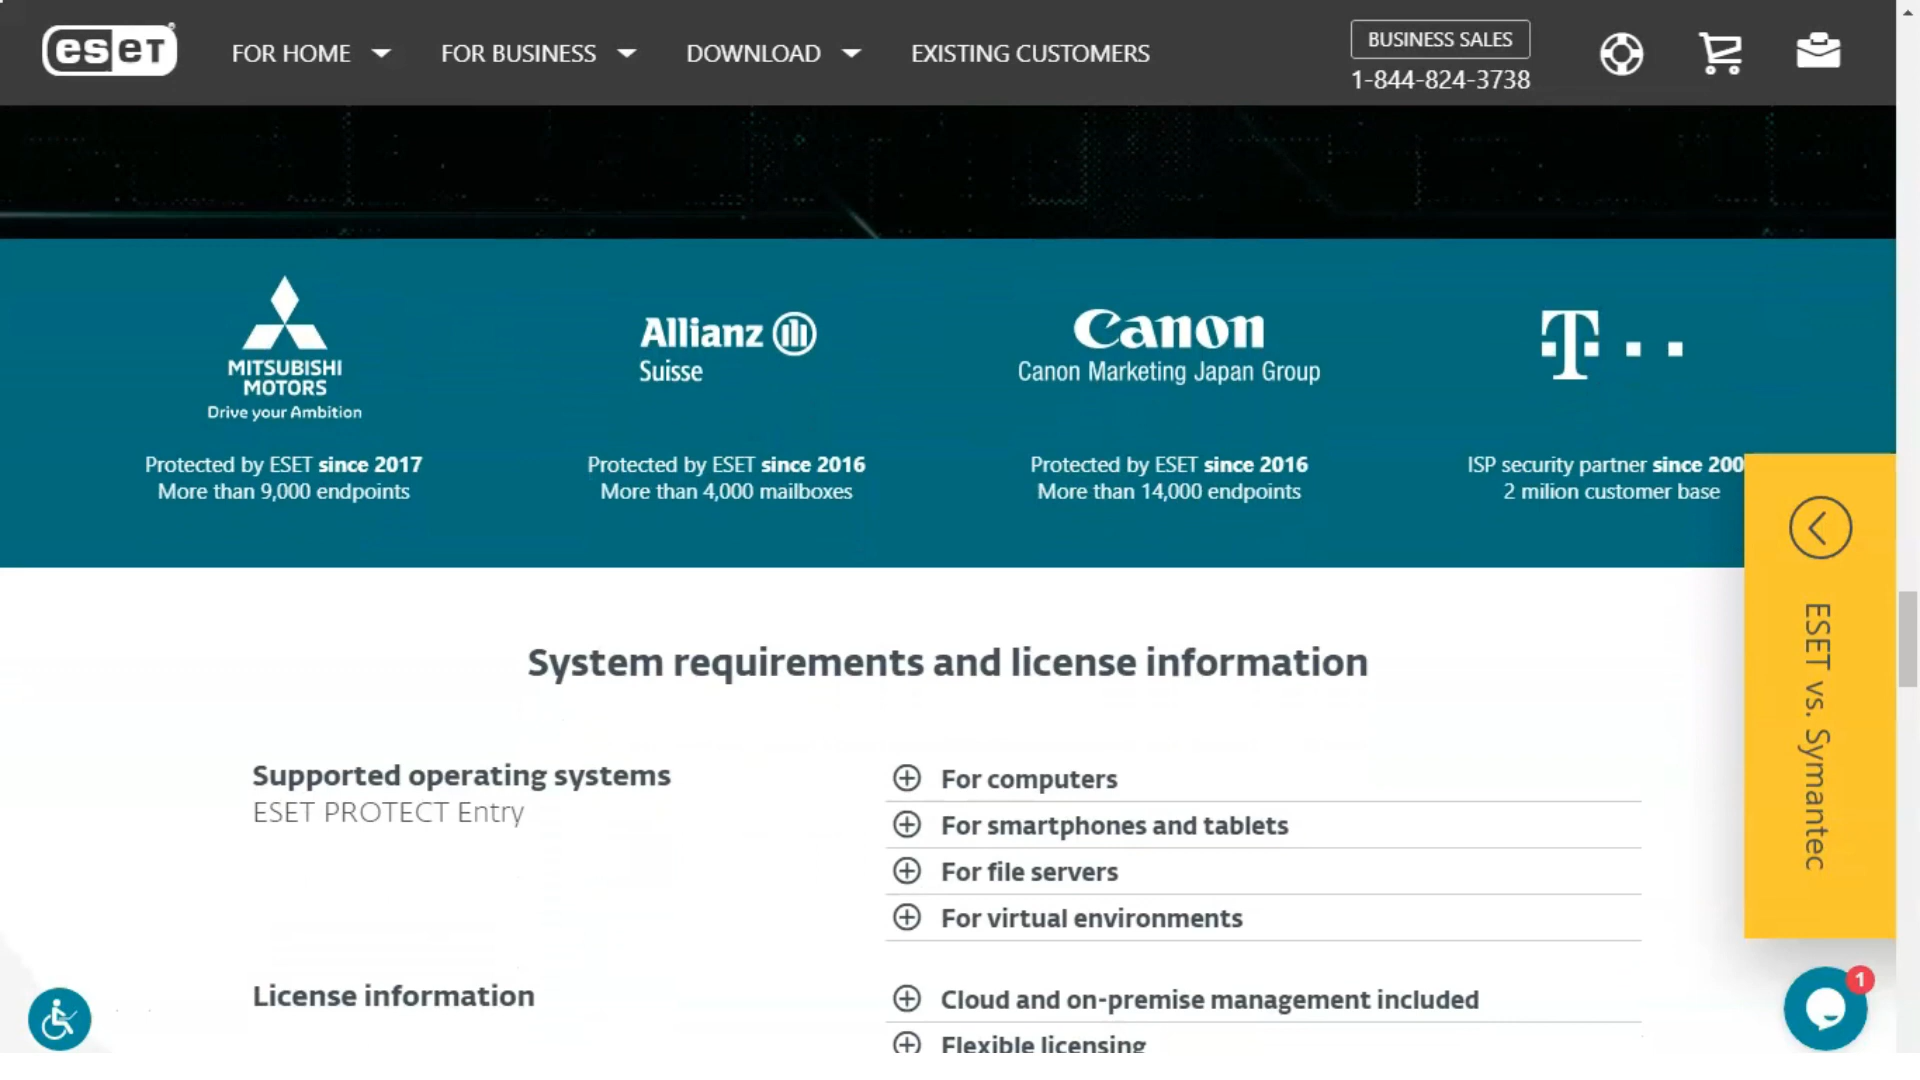 eset®
FOR HOME
FOR BUSINESS
DOWNLOAD
EXISTING CUSTOMERS
BUSINESS SALES
1-844-824-3738
MITSUBISHI
MOTORS
Drive your Ambition
Protected by ESET since 2017
More than 9,000 endpoints
Allianz
Suisse
Protected by ESET since 2016
More than 4,000 mailboxes
Canon
Canon Marketing Japan Group
Protected by ESET since 2016
More than 14,000 endpoints
T
ISP security partner since 200
2 milion customer base
ESET vs. Symantec
System requirements and license information
Supported operating systems
ESET PROTECT Entry
For computers
For smartphones and tablets
For file servers
For virtual environments
License information
Cloud and on-premise management included
Flexible licensing
1